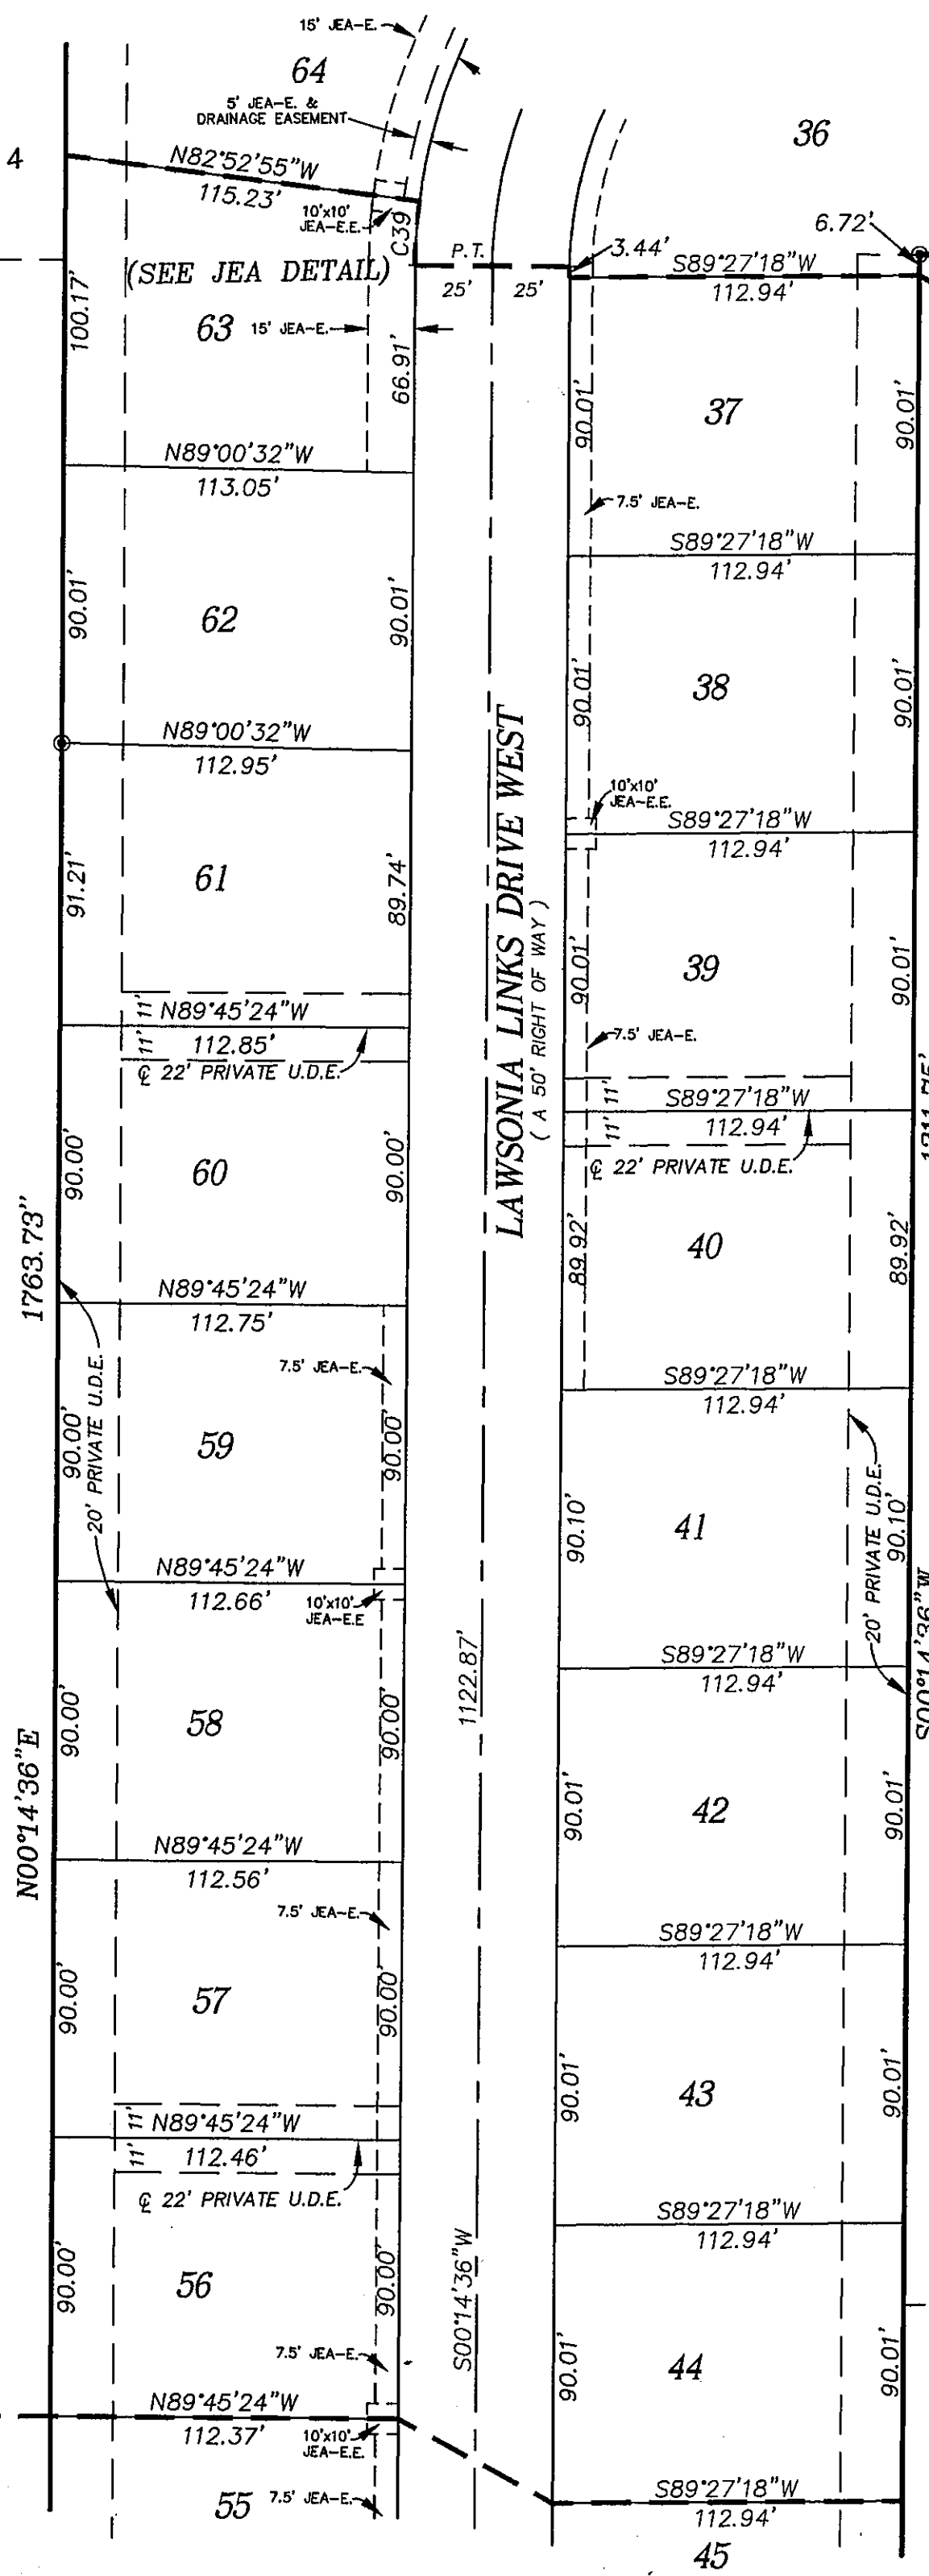 15' JEA-E.
64
5' JEA-E. &
DRAINAGE EASEMENT
36
4
N82°52'55"W
115.23'
10'x10'
JEA-E.E.
C39
6.72'
P.T.
3.44'
25' 25'
S89°27'18"W
112.94'
(SEE JEA DETAIL)
100.17'
63
15' JEA-E.
66.91'
90.01'
37
90.01'
N89°00'32"W
113.05'
7.5' JEA-E.
S89°27'18"W
112.94'
90.01'
62
90.01'
90.01'
38
90.01'
N89°00'32"W
112.95'
10'x10'
JEA-E.E.
S89°27'18"W
112.94'
91.21'
61
89.74'
LAWSONIA LINKS DRIVE WEST
( A 50' RIGHT OF WAY )
90.01'
39
90.01'
11'
N89°45'24"W
11'
112.85'
℄ 22' PRIVATE U.D.E.
7.5' JEA-E.
11' 11'
S89°27'18"W
112.94'
℄ 22' PRIVATE U.D.E.
90.00'
60
90.00'
89.92'
40
89.92'
1763.73"
N89°45'24"W
112.75'
7.5' JEA-E.
S89°27'18"W
112.94'
20' PRIVATE U.D.E.
90.00'
59
90.00'
90.10'
41
90.10'
20' PRIVATE U.D.E.
S00°14'36"W
N89°45'24"W
112.66'
10'x10'
JEA-E.E
S89°27'18"W
112.94'
1122.87'
90.00'
58
90.00'
N00°14'36"E
90.01'
42
90.01'
N89°45'24"W
112.56'
7.5' JEA-E.
S89°27'18"W
112.94'
90.00'
57
90.00'
90.01'
43
90.01'
11'
N89°45'24"W
11'
112.46'
℄ 22' PRIVATE U.D.E.
S89°27'18"W
112.94'
90.00'
56
90.00'
S00°14'36"W
90.01'
44
90.01'
7.5' JEA-E.
N89°45'24"W
112.37'
10'x10'
JEA-E.E.
S89°27'18"W
112.94'
55
7.5' JEA-E.
45